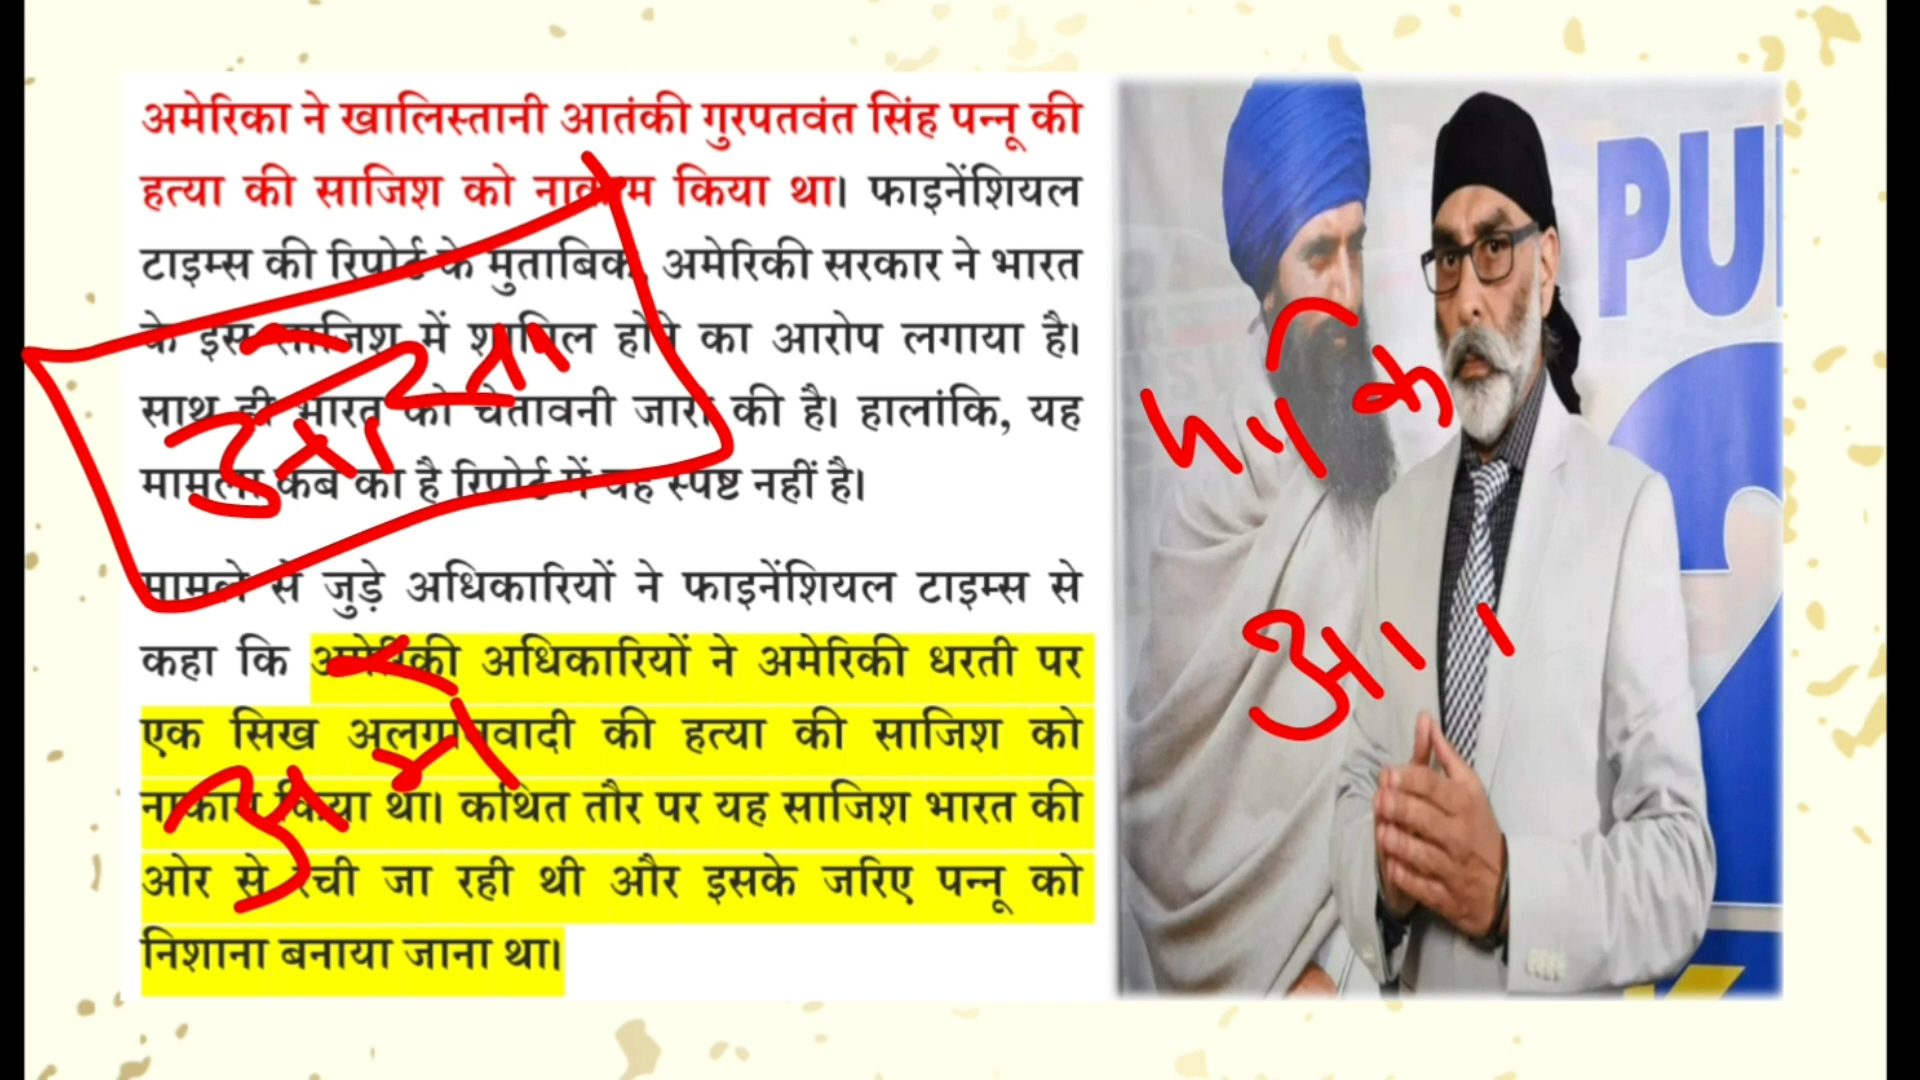 अमेरिका ने खालिस्तानी आतंकी गुरपतवंत सिंह पन्नू की
हत्या की साजिश को नाकाम किया था। फाइनेंशियल
टाइम्स की रिपोर्ट के मुताबिक, अमेरिकी सरकार ने भारत
के इस साजिश में शामिल होने का आरोप लगाया है।
साथ ही भारत को चेतावनी जारी की है। हालांकि, यह
मामला कब का है रिपोर्ट में यह स्पष्ट नहीं है।
मामले से जुड़े अधिकारियों ने फाइनेंशियल टाइम्स से
कहा कि अमेरिकी अधिकारियों ने अमेरिकी धरती पर
एक सिख अलगाववादी की हत्या की साजिश को
नाकाम किया था। कथित तौर पर यह साजिश भारत की
ओर से रची जा रही थी और इसके जरिए पन्नू को
निशाना बनाया जाना था।
PU
2